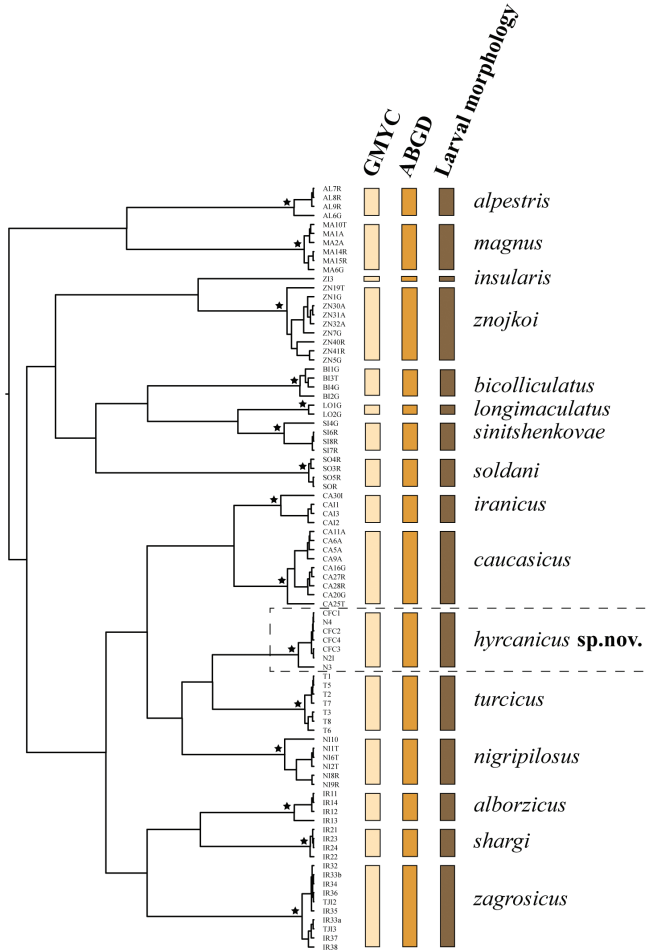 GMYC
ABGD
Larval morphology
AL7R
AL8R
AL9R
AL6G
alpestris
MA10T
MA1A
MA2A
MA14R
MA15R
MA6G
magnus
ZI3
insularis
ZN19T
ZN1G
ZN30A
ZN31A
ZN32A
ZN7G
ZN40R
ZN41R
ZN5G
znojkoi
BI1G
BI3T
BI4G
BI2G
bicolliculatus
LO1G
LO2G
longimaculatus
SI4G
SI6R
SI8R
SI7R
sinitshenkovae
SO4R
SO3R
SO5R
SOR
soldani
CA30I
CAI1
CAI3
CAI2
iranicus
CA11A
CA6A
CA5A
CA9A
CA16G
CA27R
CA28R
CA20G
CA25T
caucasicus
CFC1
N4
CFC2
CFC4
CFC3
N2I
N3
hyrcanicus sp.nov.
T1
T5
T2
T7
T3
T8
T6
turcicus
NI10
NI1T
NI6T
NI2T
NI8R
NI9R
nigripilosus
IR11
IR14
IR12
IR13
alborzicus
IR21
IR23
IR24
IR22
shargi
IR32
IR33b
IR34
IR36
TJI2
IR35
IR33a
TJI3
IR37
IR38
zagrosicus